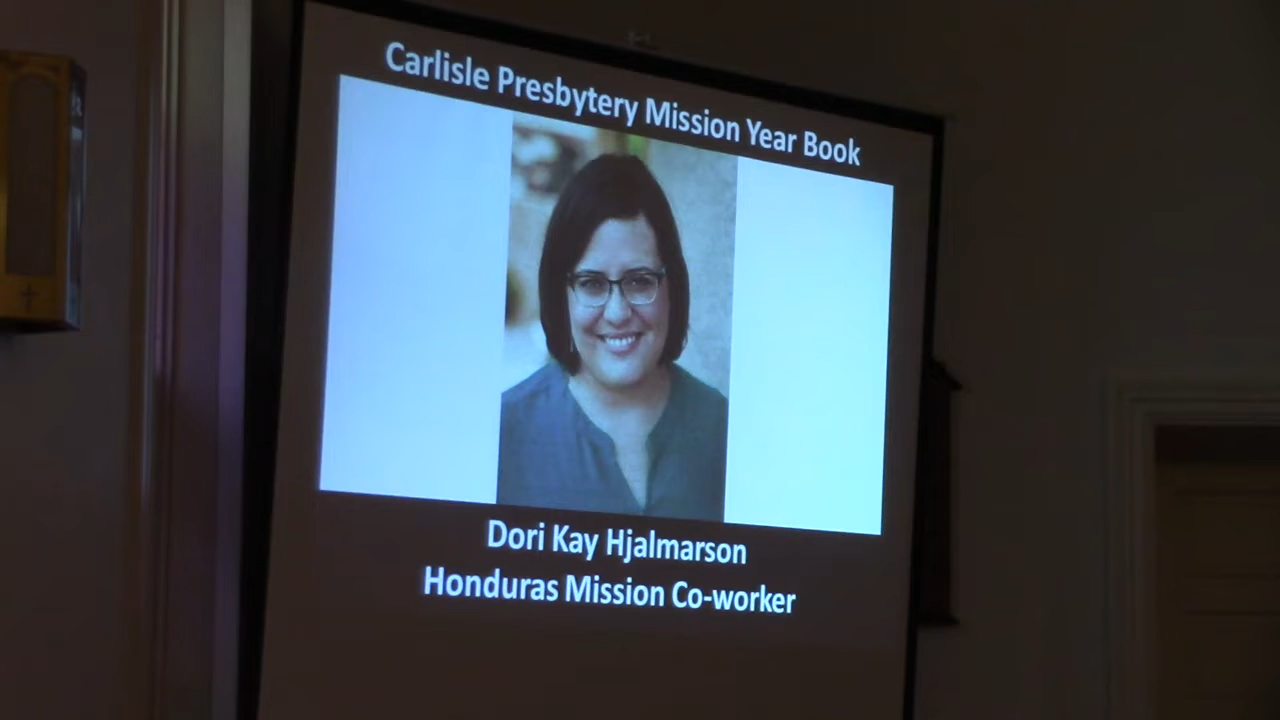 Carlisle Presbytery Mission Year Book
Dori Kay Hjalmarson
Honduras Mission Co-worker